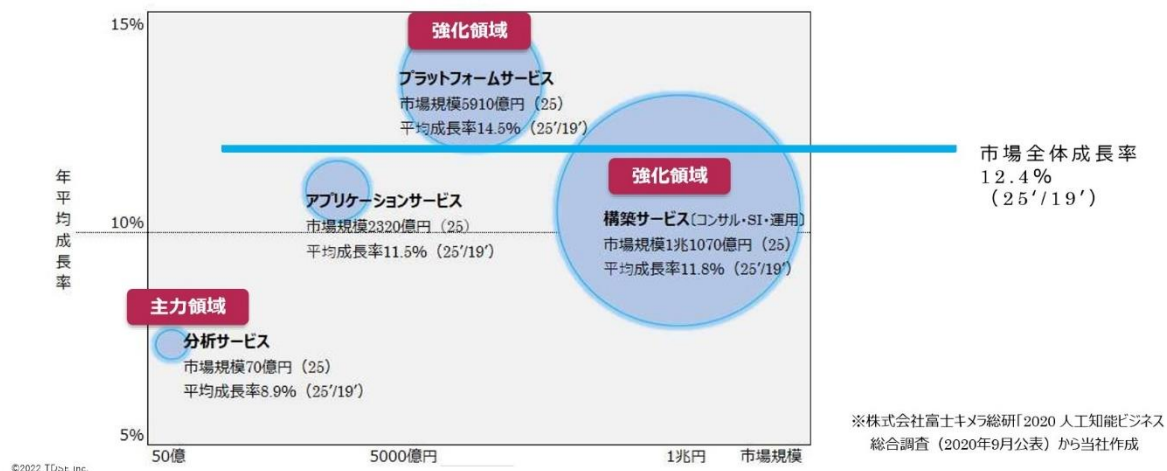 15%
強化領域
プラットフォームサービス
市場規模5910億円（25）
平均成長率14.5%（25’/19’）
市場全体成長率
12.4%
（25’/19’）
年平均成長率
強化領域
アプリケーションサービス
市場規模2320億円（25）
平均成長率11.5%（25’/19’）
10%
構築サービス〔コンサル・SI・運用〕
市場規模1兆1070億円（25）
平均成長率11.8%（25’/19’）
主力領域
分析サービス
市場規模70億円（25）
平均成長率8.9%（25’/19’）
5%
50億
5000億円
1兆円
市場規模
※株式会社富士キメラ総研「2020 人工知能ビジネス
総合調査（2020年9月公表）から当社作成
©2022 TDSE Inc.